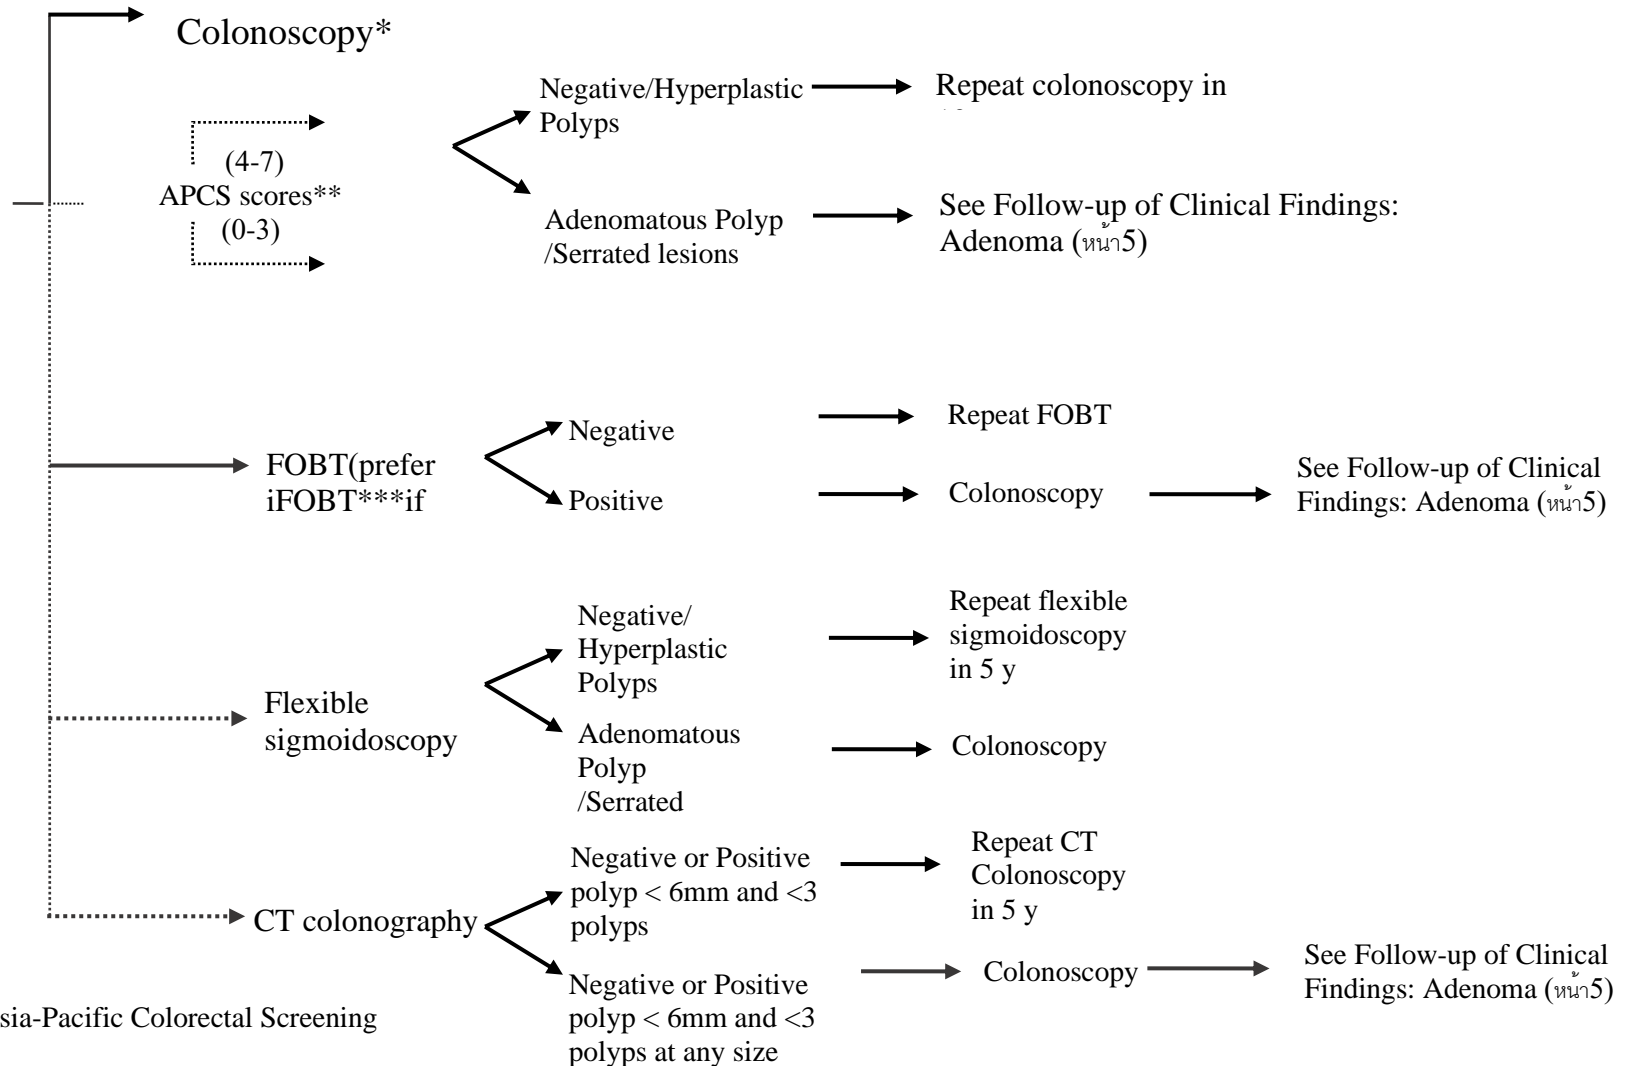 Colonoscopy*
(4-7)
APCS scores**
(0-3)
Negative/Hyperplastic
Polyps
Repeat colonoscopy in
Adenomatous Polyp
/Serrated lesions
See Follow-up of Clinical Findings:
Adenoma (หน้า5)
FOBT(prefer
iFOBT***if
Negative
Repeat FOBT
Positive
Colonoscopy
See Follow-up of Clinical
Findings: Adenoma (หน้า5)
Flexible
sigmoidoscopy
Negative/
Hyperplastic
Polyps
Repeat flexible
sigmoidoscopy
in 5 y
Adenomatous
Polyp
/Serrated
Colonoscopy
CT colonography
Negative or Positive
polyp < 6mm and <3
polyps
Repeat CT
Colonoscopy
in 5 y
Negative or Positive
polyp < 6mm and <3
polyps at any size
Colonoscopy
See Follow-up of Clinical
Findings: Adenoma (หน้า5)
sia-Pacific Colorectal Screening